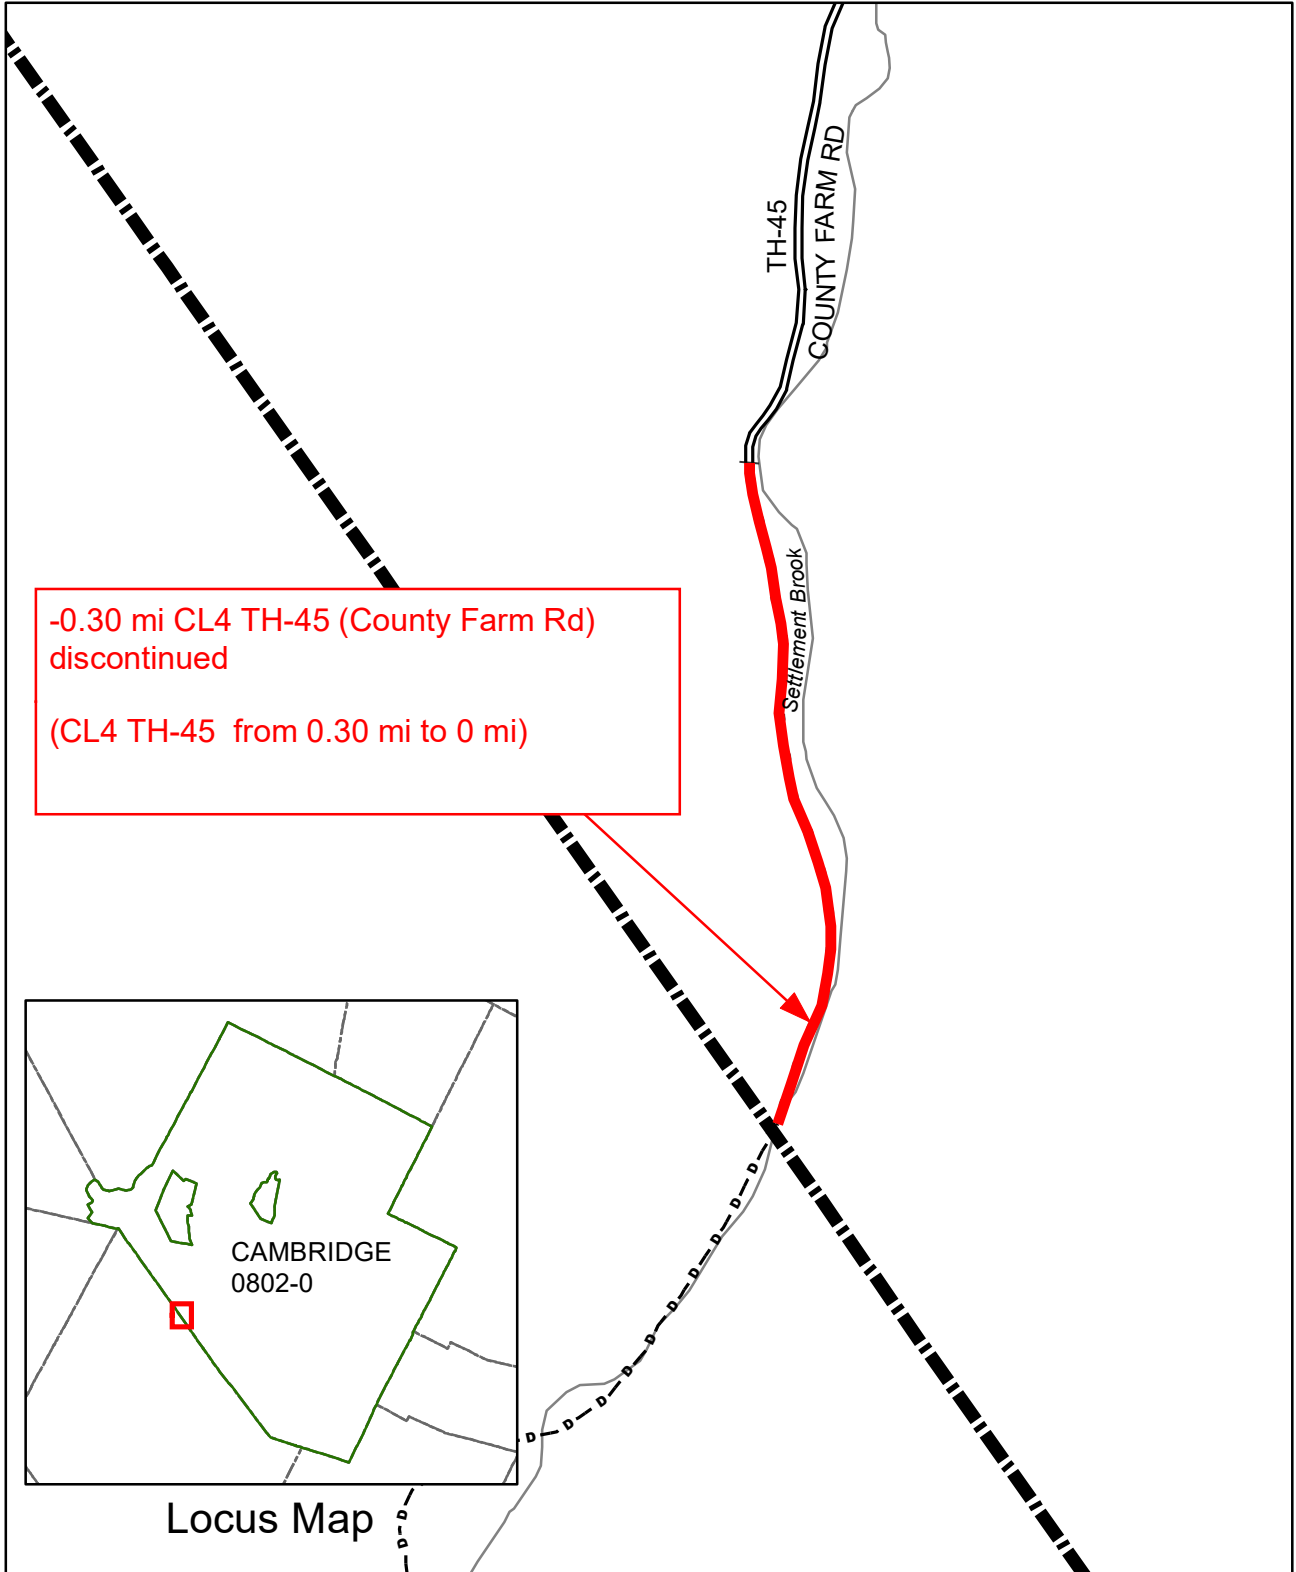 TH-45
COUNTY FARM RD
Settlement Brook
-0.30 mi CL4 TH-45 (County Farm Rd)
discontinued
(CL4 TH-45  from 0.30 mi to 0 mi)
CAMBRIDGE
0802-0
D
D
D
D
D
D
D
D
D
D
D
D
Locus Map